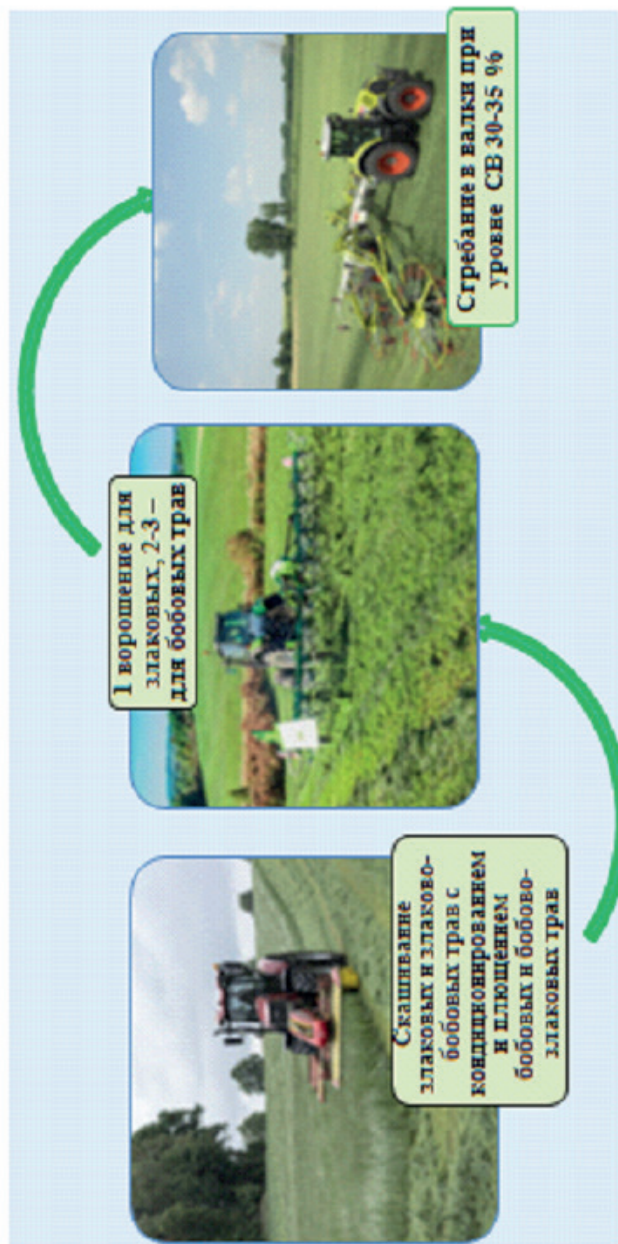 Скашивание
злаковых и злаково-
бобовых трав с
кондиционированием
и плющением
бобовых и бобово-
злаковых трав
1 ворошение для
злаковых, 2-3 –
для бобовых трав
Сгребание в валки при
уровне СВ 30-35 %